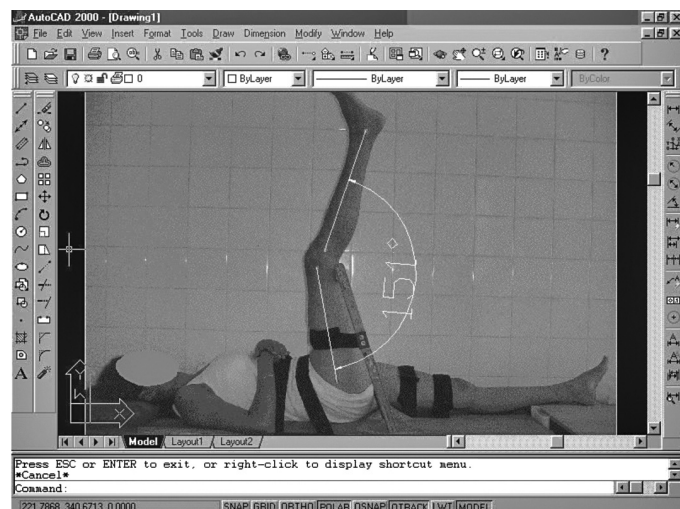 AutoCAD 2000 - [Drawing1]
File Edit View Insert Format Tools Draw Dimension Modify Window Help
0 ByLayer ByLayer ByLayer ByColor
151°
Y
X
A
Model Layout1 Layout2
Press ESC or ENTER to exit, or right-click to display shortcut menu.
*Cancel*
Command:
221.7868, 340.6713, 0.0000 SNAP GRID ORTHO POLAR OSNAP OTRACK LWT MODEL